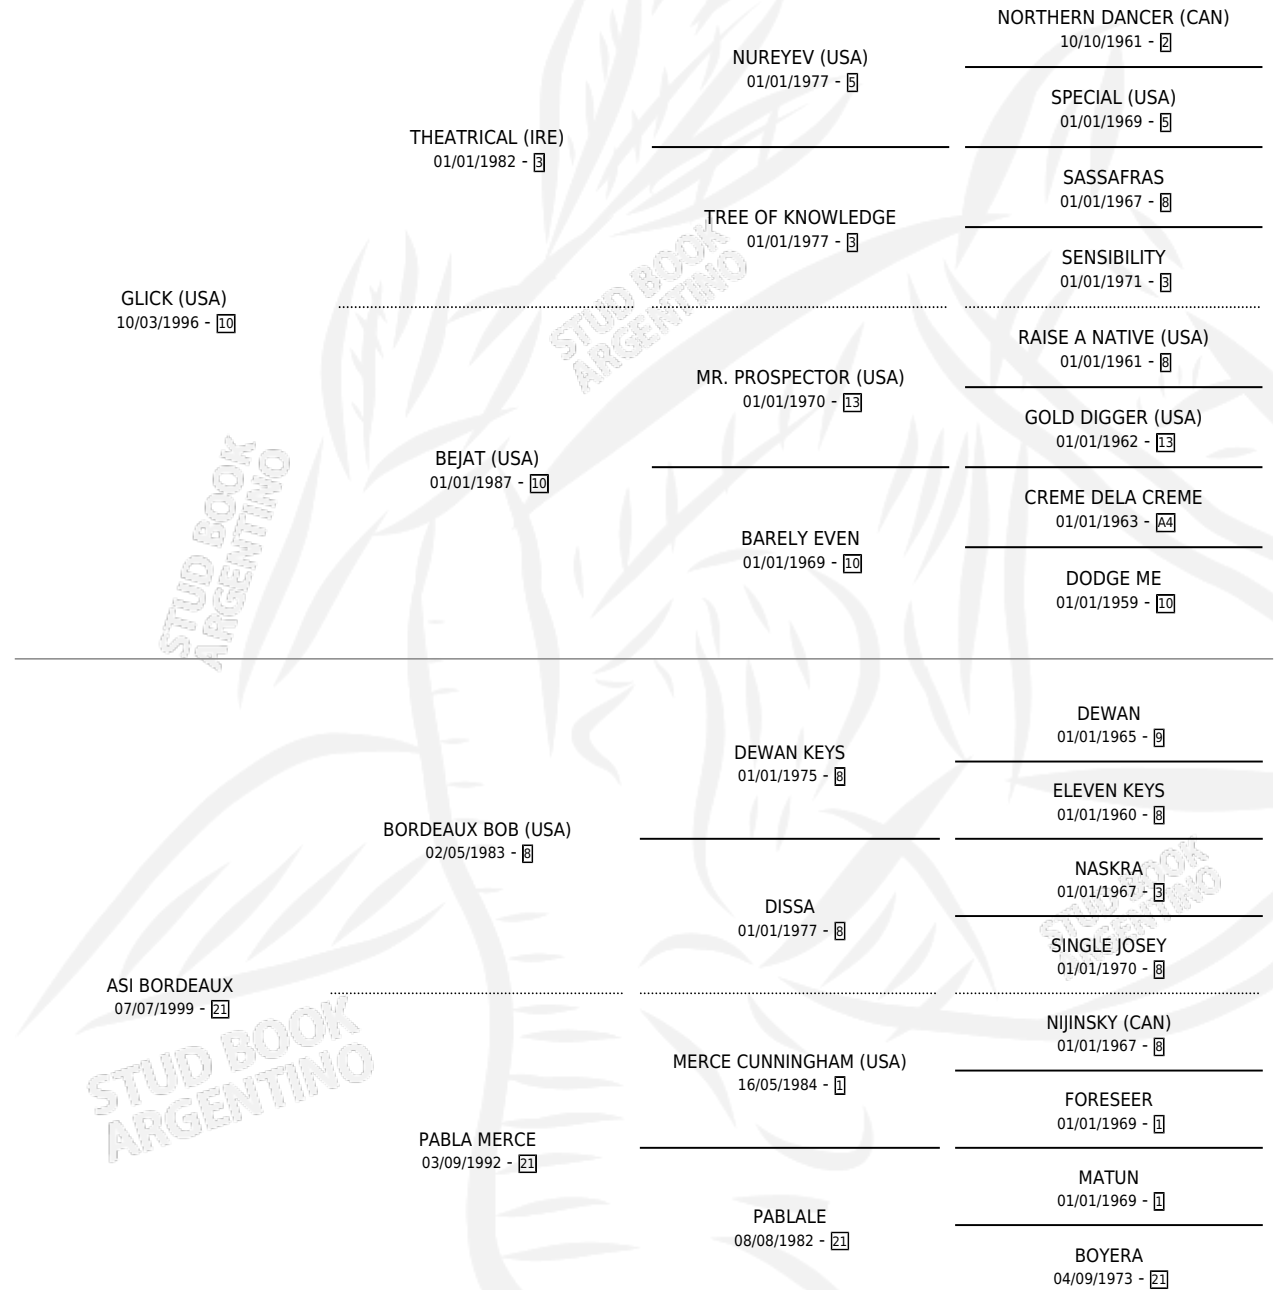 NORTHERN DANCER (CAN)
10/10/1961 - 2
NUREYEV (USA)
01/01/1977 - 5
SPECIAL (USA)
01/01/1969 - 5
THEATRICAL (IRE)
01/01/1982 - 3
SASSAFRAS
01/01/1967 - 8
TREE OF KNOWLEDGE
01/01/1977 - 3
SENSIBILITY
01/01/1971 - 3
GLICK (USA)
10/03/1996 - 10
RAISE A NATIVE (USA)
01/01/1961 - 8
MR. PROSPECTOR (USA)
01/01/1970 - 13
GOLD DIGGER (USA)
01/01/1962 - 13
BEJAT (USA)
01/01/1987 - 10
CREME DELA CREME
01/01/1963 - A4
BARELY EVEN
01/01/1969 - 10
DODGE ME
01/01/1959 - 10
DEWAN
01/01/1965 - 9
DEWAN KEYS
01/01/1975 - 8
ELEVEN KEYS
01/01/1960 - 8
BORDEAUX BOB (USA)
02/05/1983 - 8
NASKRA
01/01/1967 - 3
DISSA
01/01/1977 - 8
SINGLE JOSEY
01/01/1970 - 8
ASI BORDEAUX
07/07/1999 - 21
NIJINSKY (CAN)
01/01/1967 - 8
MERCE CUNNINGHAM (USA)
16/05/1984 - 1
FORESEER
01/01/1969 - 1
PABLA MERCE
03/09/1992 - 21
MATUN
01/01/1969 - 1
PABLALE
08/08/1982 - 21
BOYERA
04/09/1973 - 21
STUD BOOK
ARGENTINO
STUD BOOK
ARGENTINO
STUD BOOK
ARGENTINO
STUD BOOK
ARGENTINO